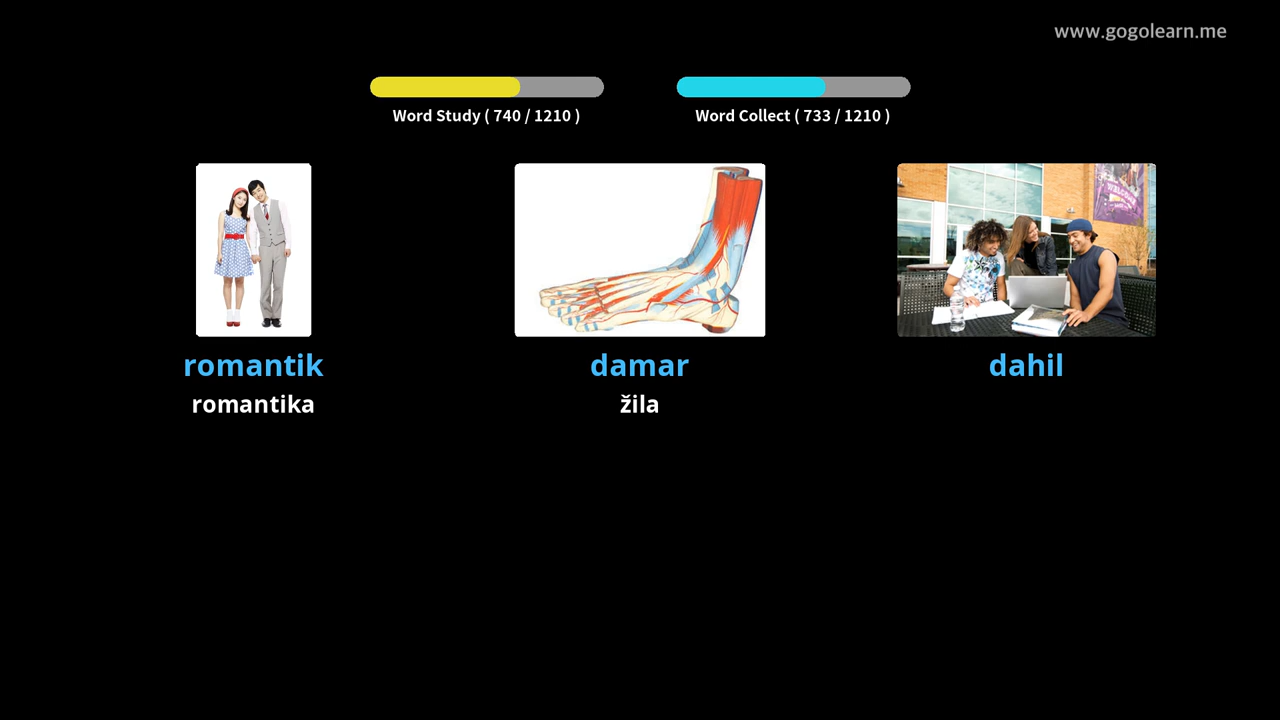 www.gogolearn.me
Word Study ( 740 / 1210 )
Word Collect ( 733 / 1210 )
romantik
damar
dahil
romantika
žila